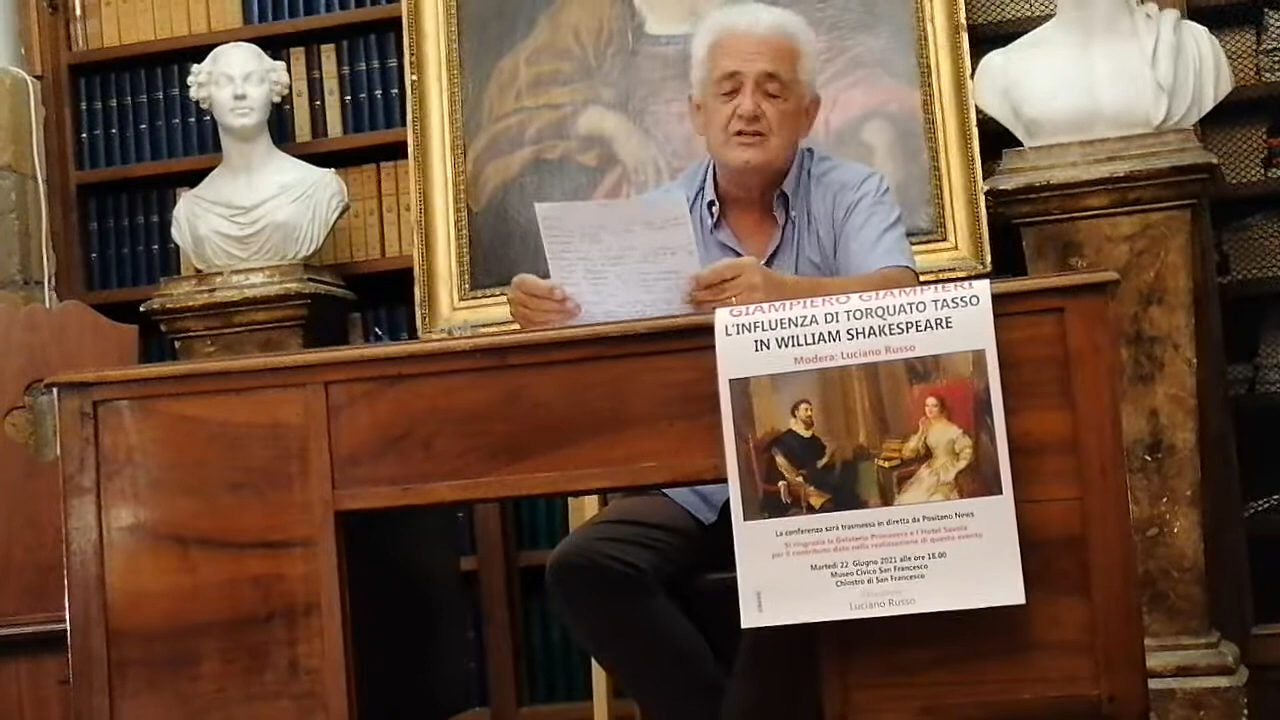 GIAMPIERO GIAMPIERI
L'INFLUENZA DI TORQUATO TASSO
IN WILLIAM SHAKESPEARE
Modera: Luciano Russo
La conferenza sarà trasmessa in diretta da Positano News
Si ringrazia la Gelateria Primavera e l'Hotel Savoia
per il contributo dato nella realizzazione di questo evento
Martedì 22 Giugno 2021 alle ore 18.00
Museo Civico San Francesco
Chiostro di San Francesco
Luciano Russo